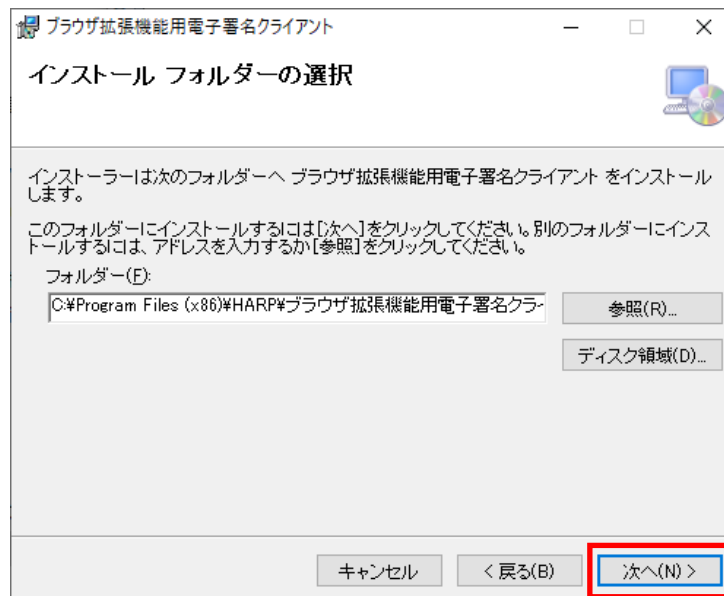 ブラウザ拡張機能用電子署名クライアント
インストール フォルダーの選択
インストーラーは次のフォルダーへ ブラウザ拡張機能用電子署名クライアント をインストール
します。
このフォルダーにインストールするには[次へ]をクリックしてください。別のフォルダーにインス
トールするには、アドレスを入力するか[参照]をクリックしてください。
フォルダー(F):
C:¥Program Files (x86)¥HARP¥ブラウザ拡張機能用電子署名クラ
参照(R)...
ディスク領域(D)...
キャンセル
< 戻る(B)
次へ(N) >